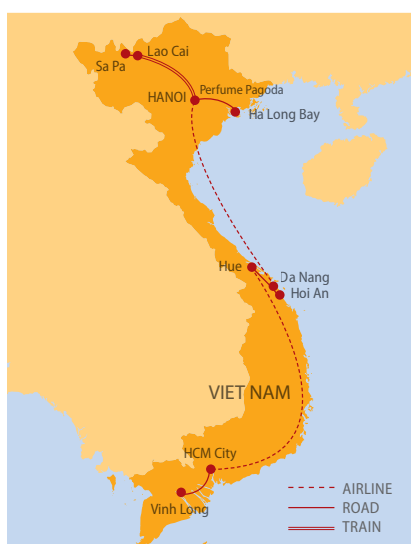 Lao Cai
Sa Pa
HANOI
Perfume Pagoda
Ha Long Bay
Hue
Da Nang
Hoi An
VIET NAM
HCM City
Vinh Long
AIRLINE
ROAD
TRAIN